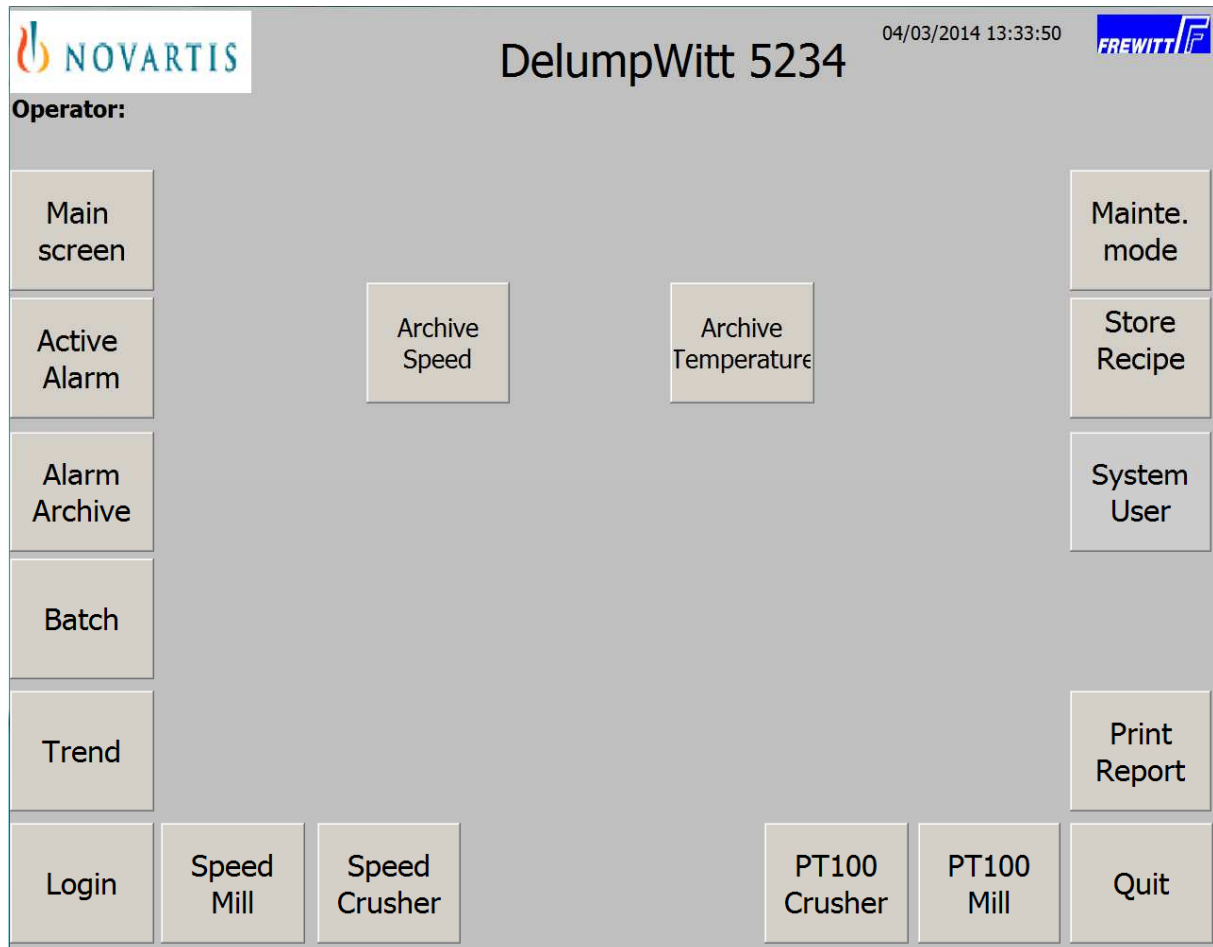 NOVARTIS
DelumpWitt 5234
04/03/2014 13:33:50
FREWITT
Operator:
Main
screen
Mainte.
mode
Active
Alarm
Archive
Speed
Archive
Temperature
Store
Recipe
Alarm
Archive
System
User
Batch
Trend
Print
Report
Login
Speed
Mill
Speed
Crusher
PT100
Crusher
PT100
Mill
Quit